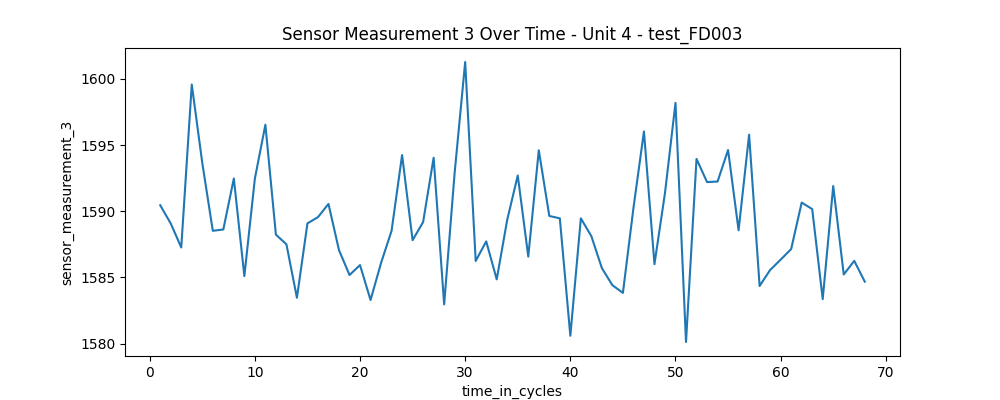 Sensor Measurement 3 Over Time - Unit 4 - test_FD003
sensor_measurement_3
1600
1595
1590
1585
1580
0 10 20 30 40 50 60 70
time_in_cycles